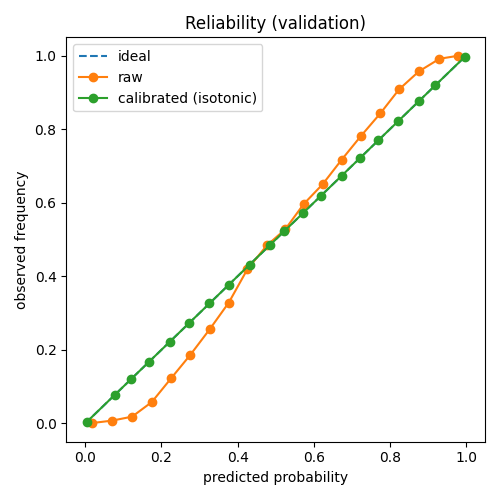 Reliability (validation)
ideal
raw
calibrated (isotonic)
observed frequency
1.0
0.8
0.6
0.4
0.2
0.0
0.0 0.2 0.4 0.6 0.8 1.0
predicted probability